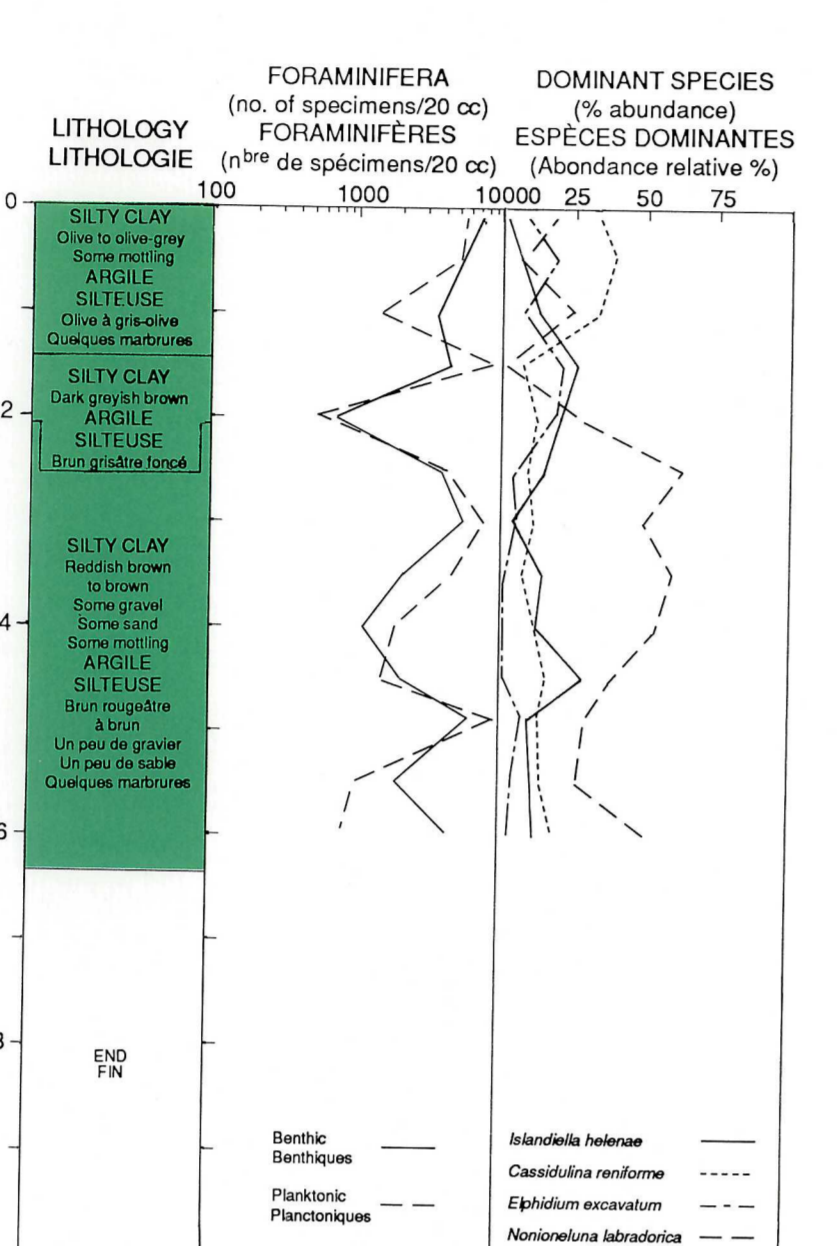 FORAMINIFERA
(no. of specimens/20 cc)
FORAMINIFÈRES
(nbre de spécimens/20 cc)
DOMINANT SPECIES
(% abundance)
ESPÈCES DOMINANTES
(Abondance relative %)
LITHOLOGY
LITHOLOGIE
100 1000 10000 25 50 75
0
2
4
6
8
SILTY CLAY
Olive to olive-grey
Some mottling
ARGILE
SILTEUSE
Olive à gris-olive
Quelques marbrures
SILTY CLAY
Dark greyish brown
ARGILE
SILTEUSE
Brun grisâtre foncé
SILTY CLAY
Reddish brown
to brown
Some gravel
Some sand
Some mottling
ARGILE
SILTEUSE
Brun rougeâtre
à brun
Un peu de gravier
Un peu de sable
Quelques marbrures
END
FIN
Benthic
Benthiques
Planktonic
Planctoniques
Islandiella helenae
Cassidulina reniforme
Elphidium excavatum
Nonioneluna labradorica